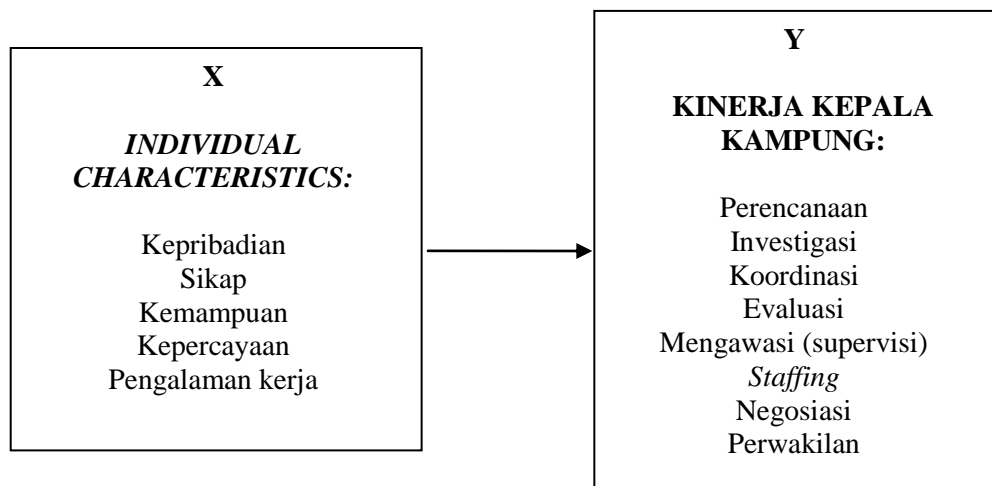 X
INDIVIDUAL
CHARACTERISTICS:
Kepribadian
Sikap
Kemampuan
Kepercayaan
Pengalaman kerja
Y
KINERJA KEPALA
KAMPUNG:
Perencanaan
Investigasi
Koordinasi
Evaluasi
Mengawasi (supervisi)
Staffing
Negosiasi
Perwakilan